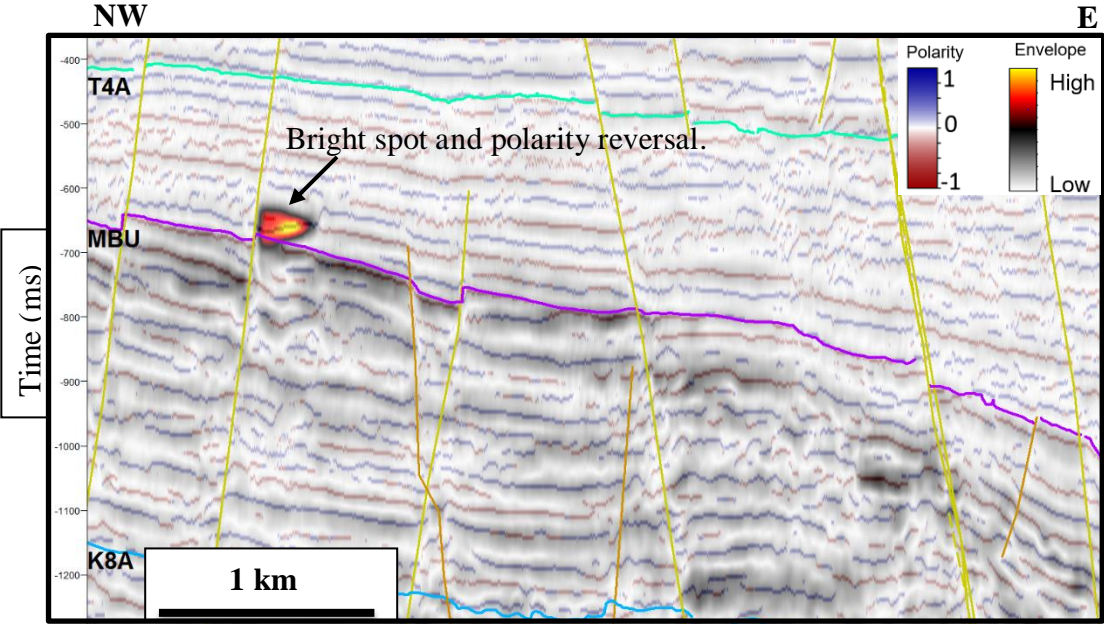 NW
E
Polarity
Envelope
1
0
-1
High
Low
-400
T4A
-500
Bright spot and polarity reversal.
-600
MBU
-700
-800
Time (ms)
-900
-1000
-1100
K8A
-1200
1 km